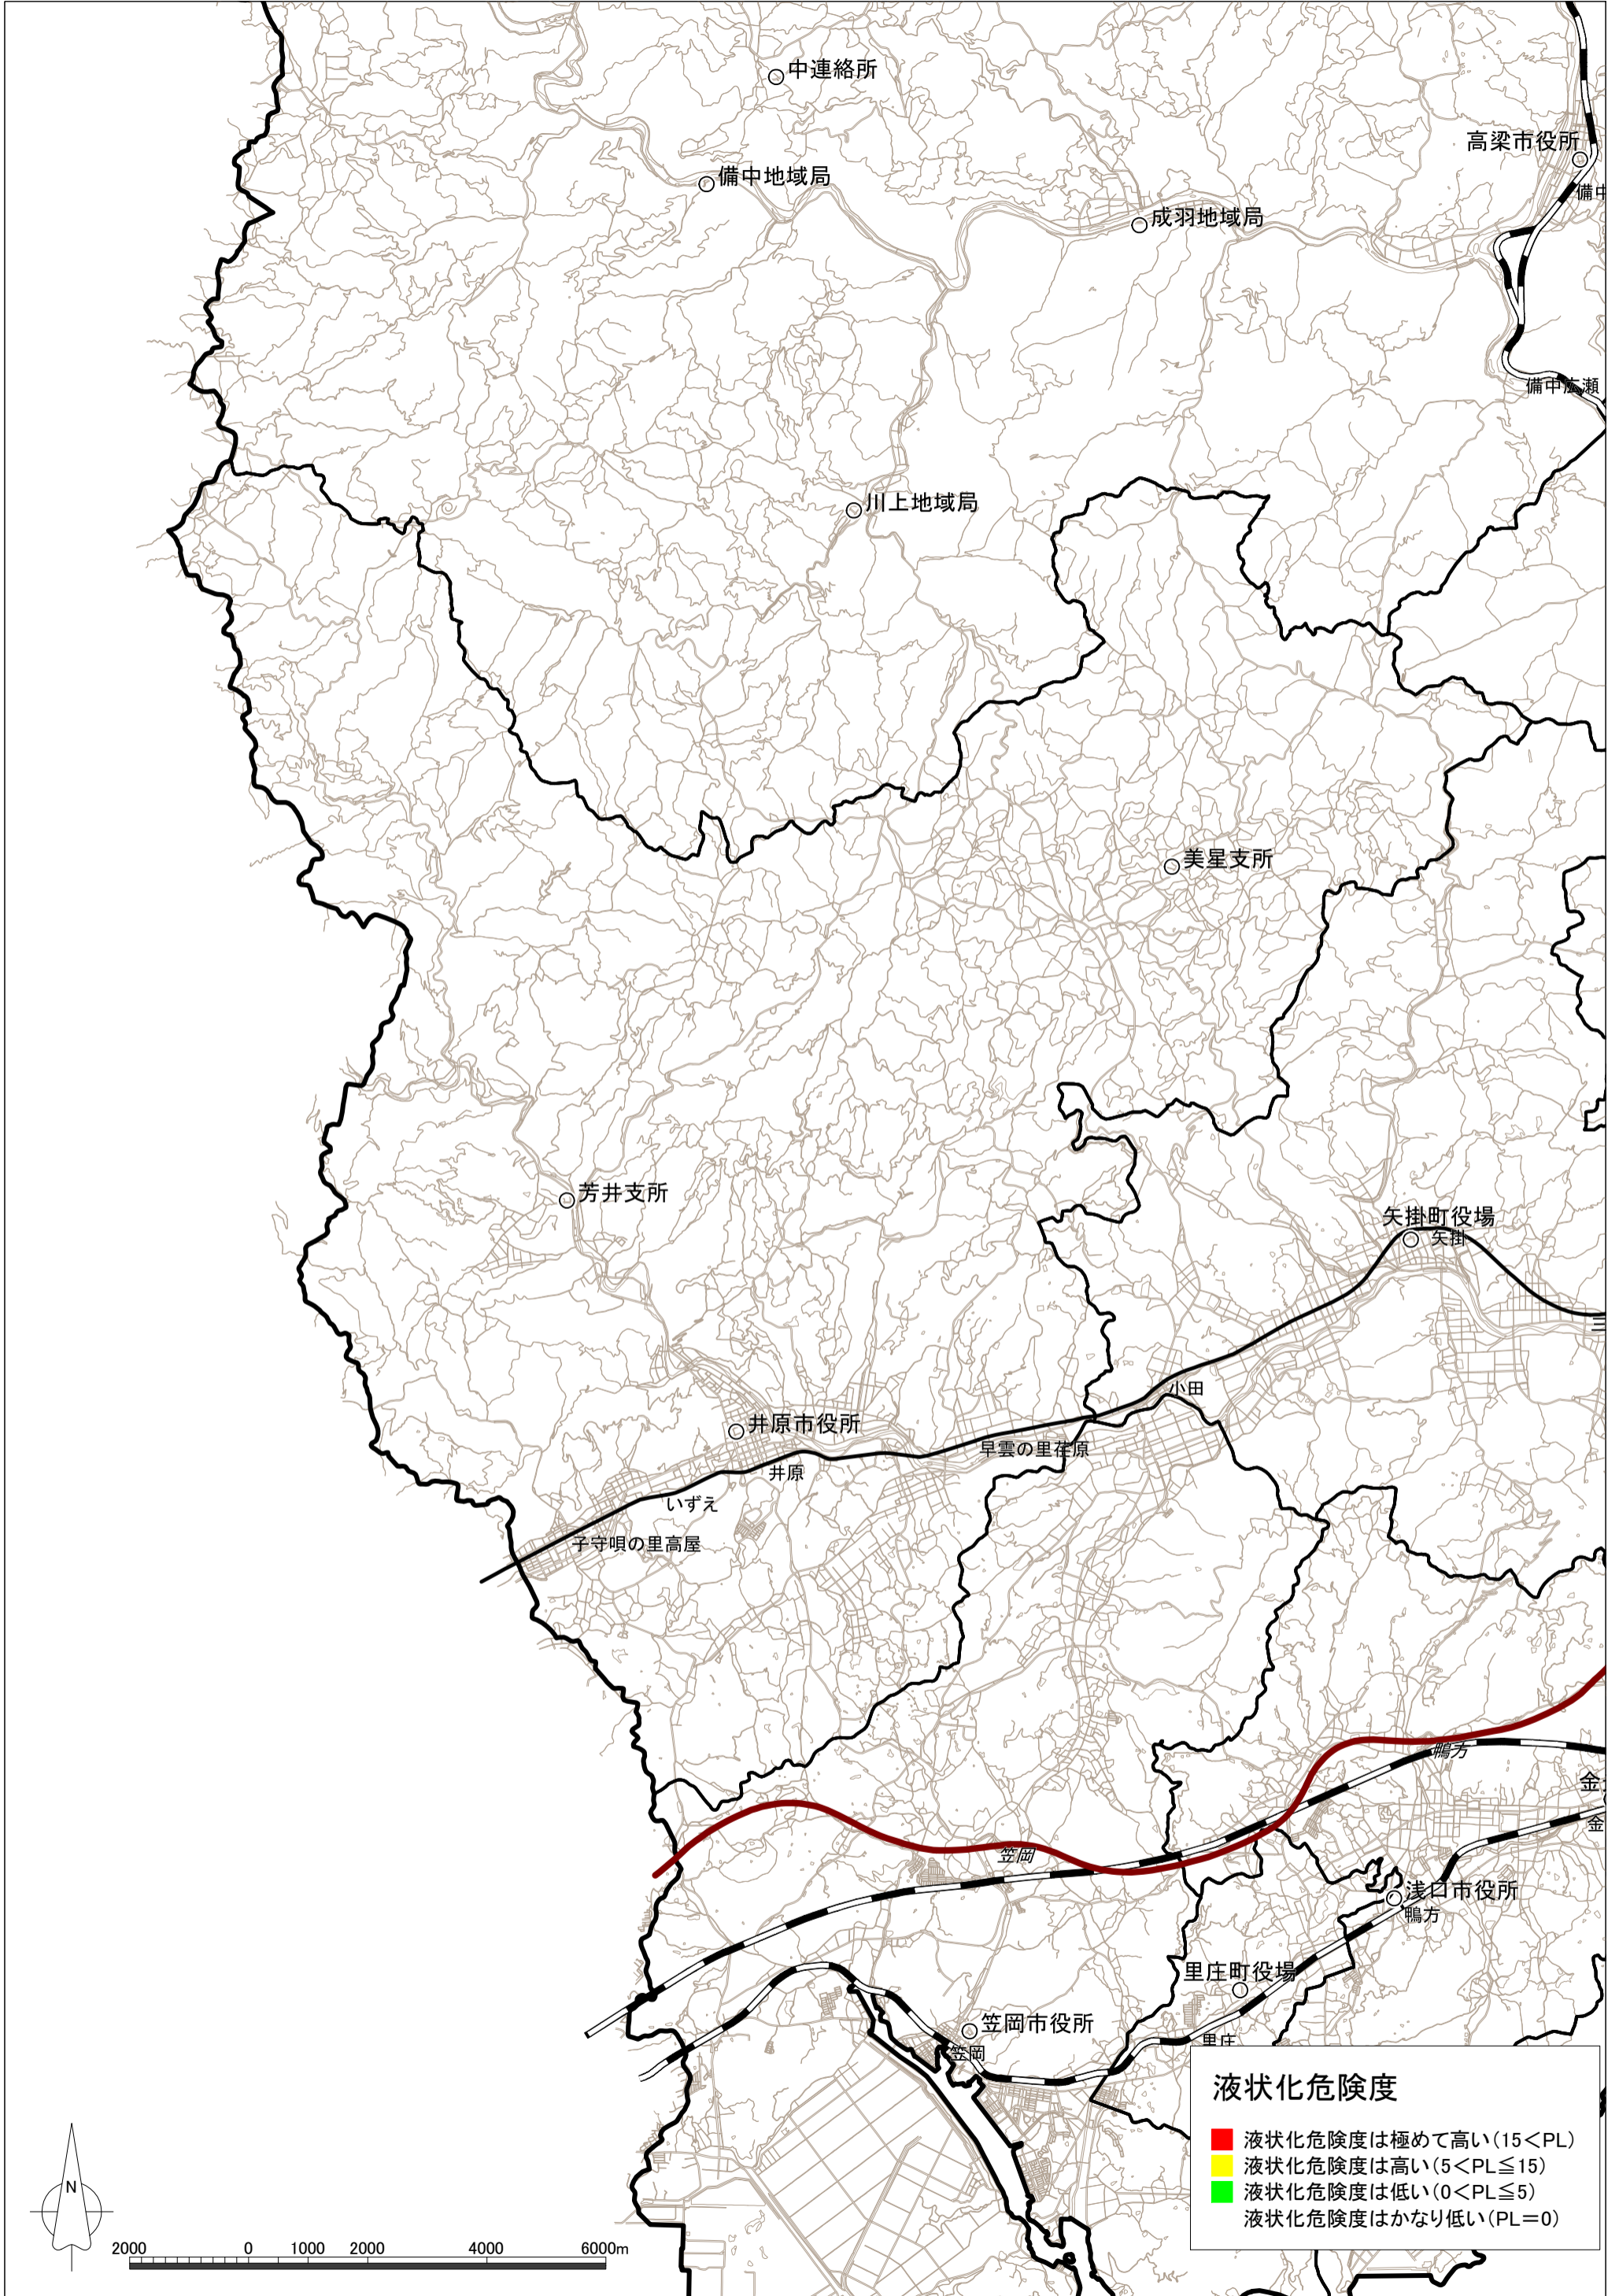 中連絡所
高梁市役所
備中地域局
備中
成羽地域局
備中広瀬
川上地域局
美星支所
芳井支所
矢掛町役場
矢掛
三
小田
井原市役所
早雲の里荏原
井原
いずえ
子守唄の里高屋
鴨方
金
金
笠岡
浅口市役所
鴨方
里庄町役場
笠岡市役所
里庄
笠岡
液状化危険度
液状化危険度は極めて高い(15<PL)
液状化危険度は高い(5<PL≦15)
液状化危険度は低い(0<PL≦5)
液状化危険度はかなり低い(PL=0)
N
2000 0 1000 2000 4000 6000m